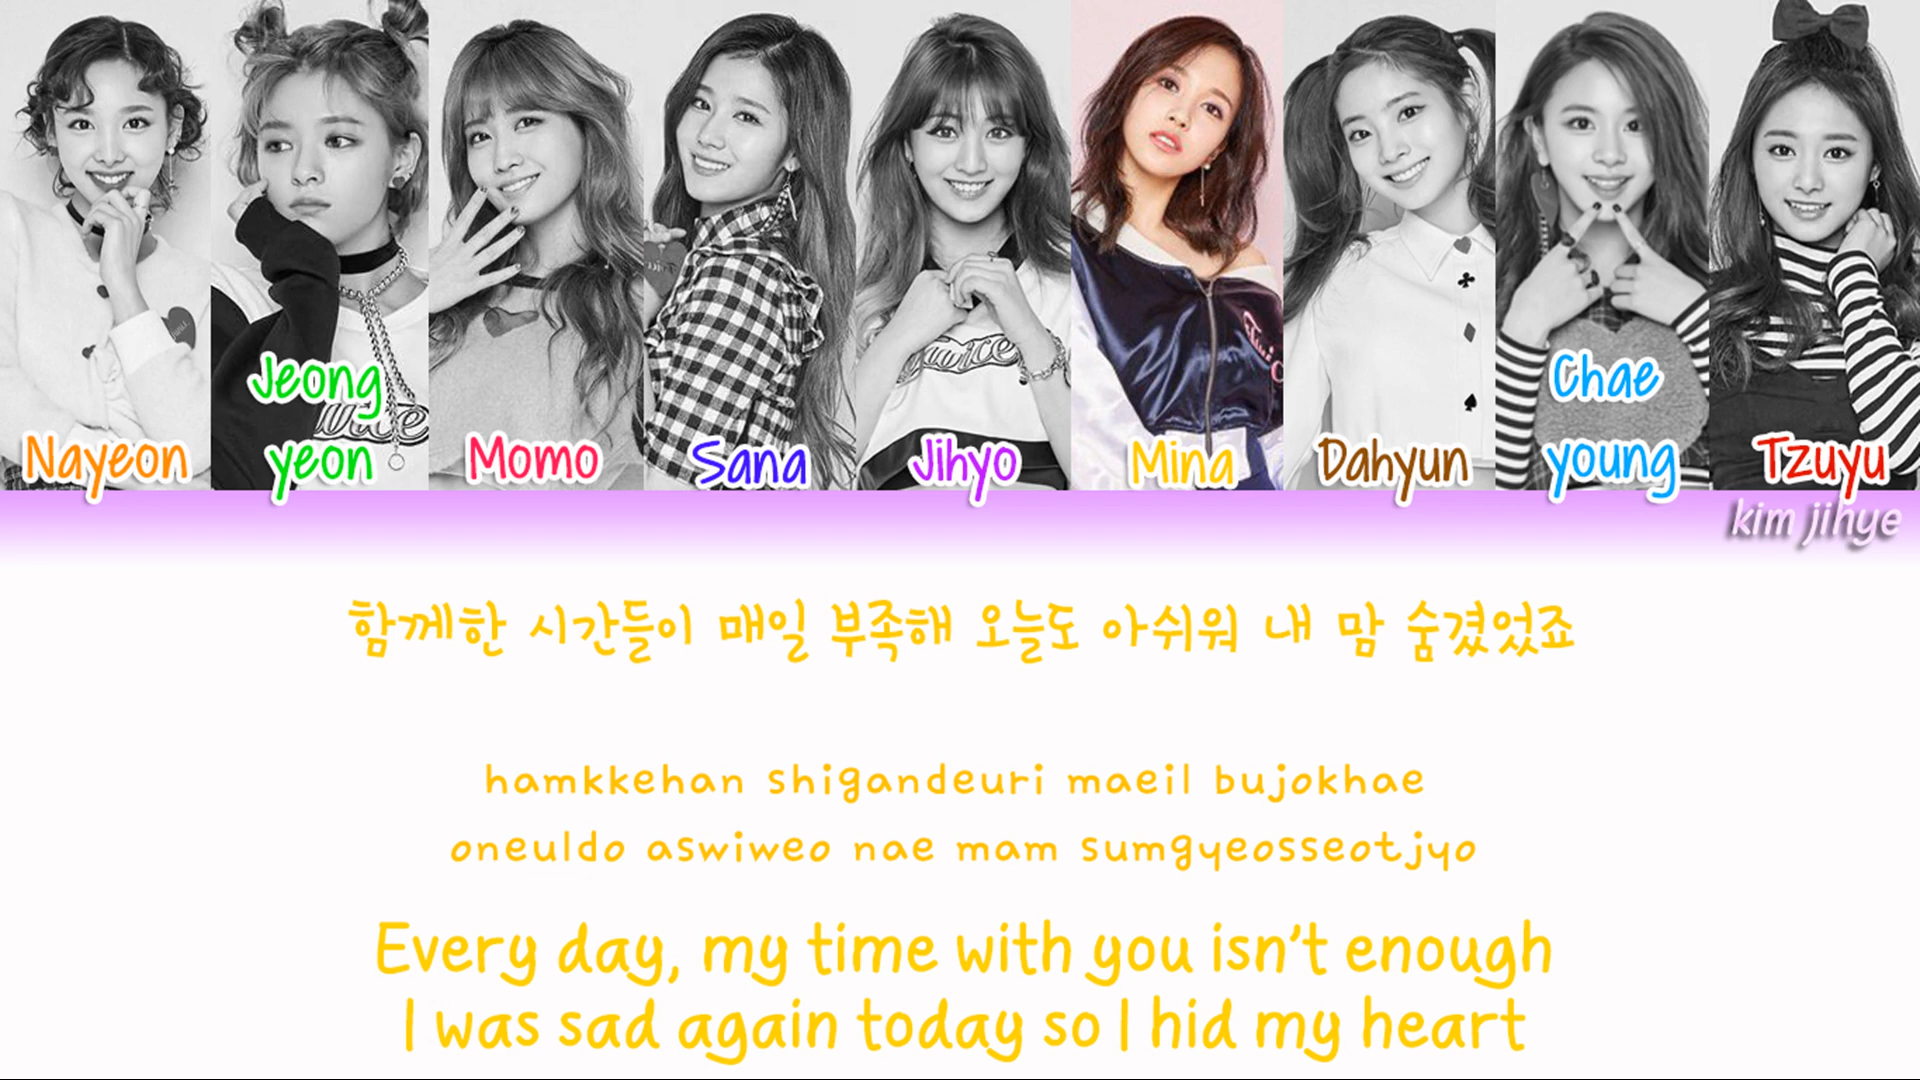 Nayeon
Jeong
yeon
Momo
Sana
Jihyo
Mina
Dahyun
Chae
young
Tzuyu
kim jihye
함께한 시간들이 매일 부족해 오늘도 아쉬워 내 맘 숨겼었죠
hamkkehan shigandeuri maeil bujokhae
oneuldo aswiweo nae mam sumgyeosseotjyo
Every day, my time with you isn't enough
I was sad again today so I hid my heart